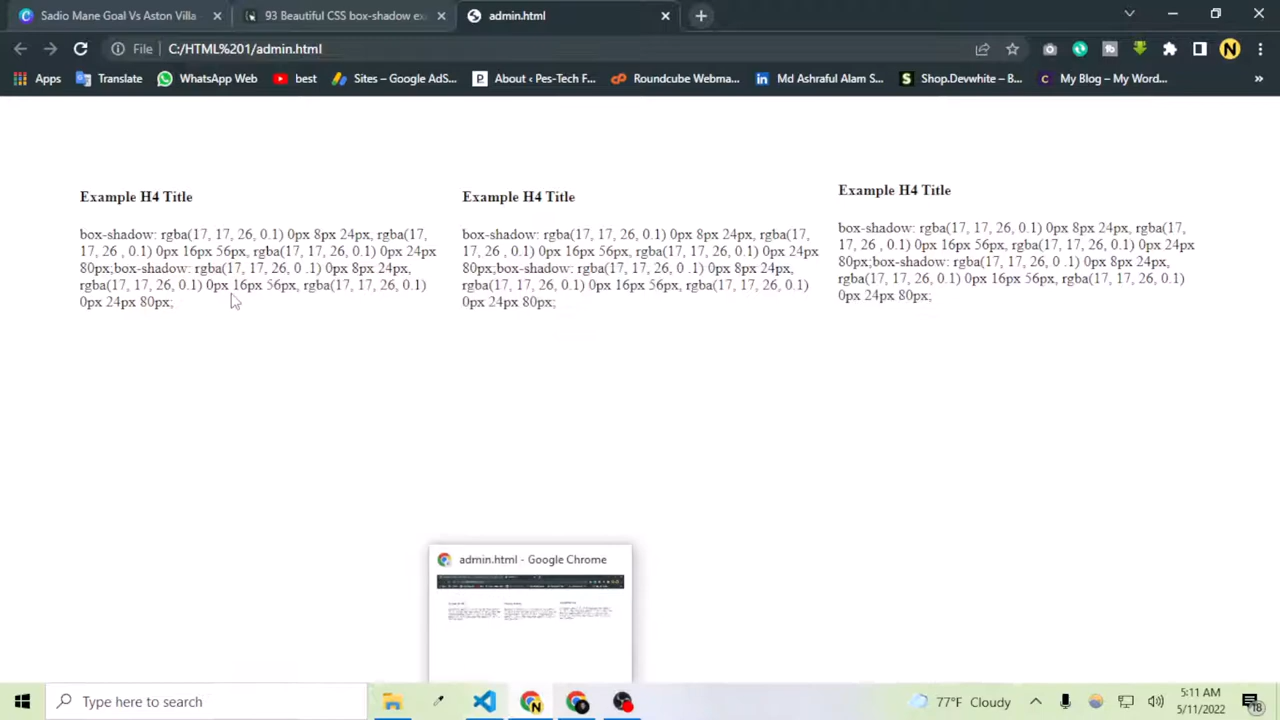 Sadio Mane Goal Vs Aston Villa
93 Beautiful CSS box-shadow ex
admin.html
File
C:/HTML%201/admin.html
Apps
Translate
WhatsApp Web
best
Sites – Google AdS...
About ‹ Pes-Tech F...
Roundcube Webma...
Md Ashraful Alam S...
Shop.Devwhite – B...
My Blog – My Wor...
Example H4 Title
box-shadow: rgba(17, 17, 26, 0.1) 0px 8px 24px, rgba(17,
17, 26 , 0.1) 0px 16px 56px, rgba(17, 17, 26, 0.1) 0px 24px
80px;box-shadow: rgba(17, 17, 26, 0 .1) 0px 8px 24px,
rgba(17, 17, 26, 0.1) 0px 16px 56px, rgba(17, 17, 26, 0.1)
0px 24px 80px;
Example H4 Title
box-shadow: rgba(17, 17, 26, 0.1) 0px 8px 24px, rgba(17,
17, 26 , 0.1) 0px 16px 56px, rgba(17, 17, 26, 0.1) 0px 24px
80px;box-shadow: rgba(17, 17, 26, 0 .1) 0px 8px 24px,
rgba(17, 17, 26, 0.1) 0px 16px 56px, rgba(17, 17, 26, 0.1)
0px 24px 80px;
Example H4 Title
box-shadow: rgba(17, 17, 26, 0.1) 0px 8px 24px, rgba(17,
17, 26 , 0.1) 0px 16px 56px, rgba(17, 17, 26, 0.1) 0px 24px
80px;box-shadow: rgba(17, 17, 26, 0 .1) 0px 8px 24px,
rgba(17, 17, 26, 0.1) 0px 16px 56px, rgba(17, 17, 26, 0.1)
0px 24px 80px;
admin.html - Google Chrome
Type here to search
77°F Cloudy
5:11 AM
5/11/2022
18